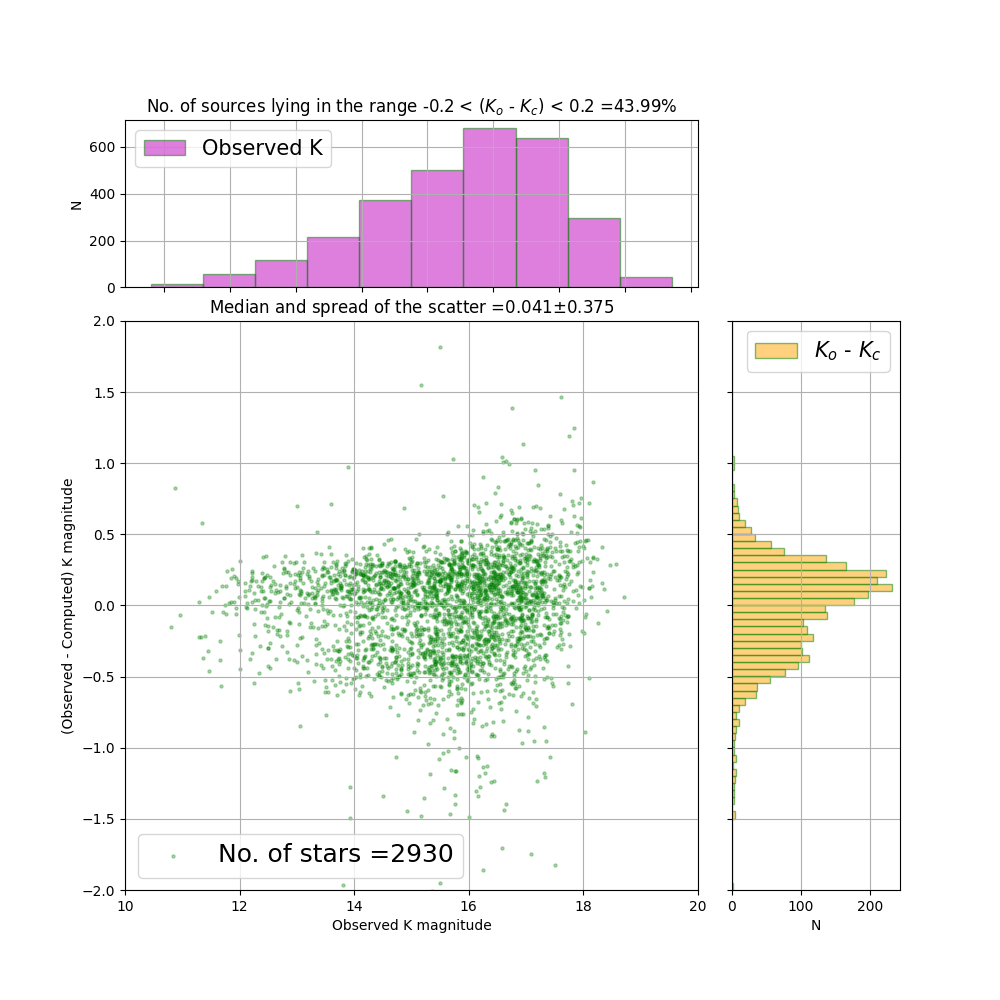 No. of sources lying in the range -0.2 < (K_o - K_c) < 0.2 =43.99%
Observed K
600
400
200
0
N
Median and spread of the scatter =0.041±0.375
2.0
1.5
1.0
0.5
0.0
−0.5
−1.0
−1.5
−2.0
(Observed - Computed) K magnitude
No. of stars =2930
10 12 14 16 18 20
Observed K magnitude
K_o - K_c
0 100 200
N